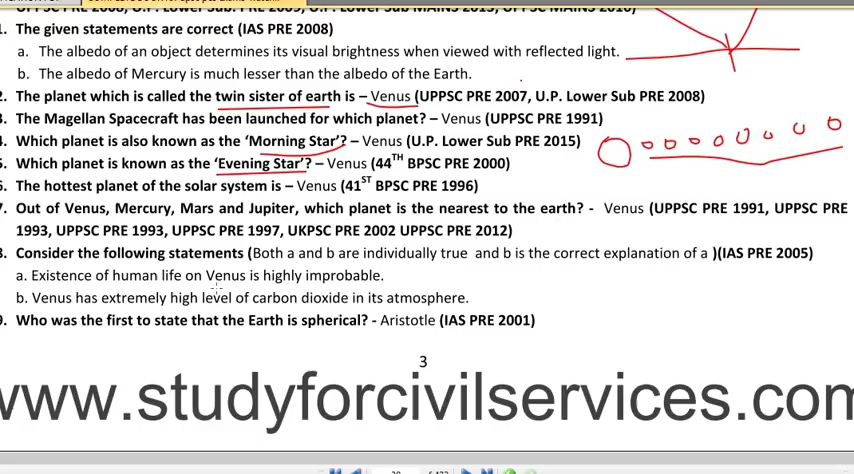 1. The given statements are correct (IAS PRE 2008)
a. The albedo of an object determines its visual brightness when viewed with reflected light.
b. The albedo of Mercury is much lesser than the albedo of the Earth.
2. The planet which is called the twin sister of earth is – Venus (UPPSC PRE 2007, U.P. Lower Sub PRE 2008)
3. The Magellan Spacecraft has been launched for which planet? – Venus (UPPSC PRE 1991)
4. Which planet is also known as the ‘Morning Star’? – Venus (U.P. Lower Sub PRE 2015)
5. Which planet is known as the ‘Evening Star’? – Venus (44TH BPSC PRE 2000)
6. The hottest planet of the solar system is – Venus (41ST BPSC PRE 1996)
7. Out of Venus, Mercury, Mars and Jupiter, which planet is the nearest to the earth? - Venus (UPPSC PRE 1991, UPPSC PRE
1993, UPPSC PRE 1993, UPPSC PRE 1997, UKPSC PRE 2002 UPPSC PRE 2012)
8. Consider the following statements (Both a and b are individually true and b is the correct explanation of a )(IAS PRE 2005)
a. Existence of human life on Venus is highly improbable.
b. Venus has extremely high level of carbon dioxide in its atmosphere.
9. Who was the first to state that the Earth is spherical? - Aristotle (IAS PRE 2001)
3
www.studyforcivilservices.com